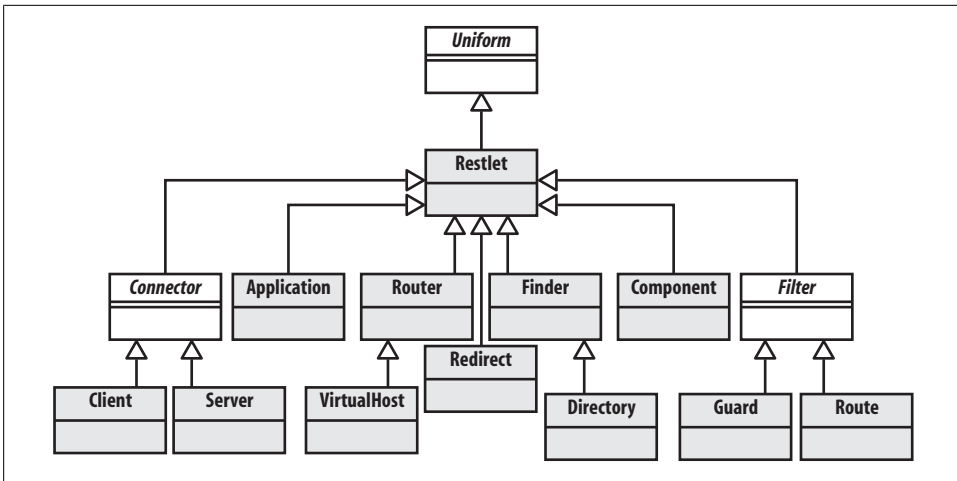 Uniform
Restlet
Connector
Application
Router
Finder
Component
Filter
Redirect
Client
Server
VirtualHost
Directory
Guard
Route